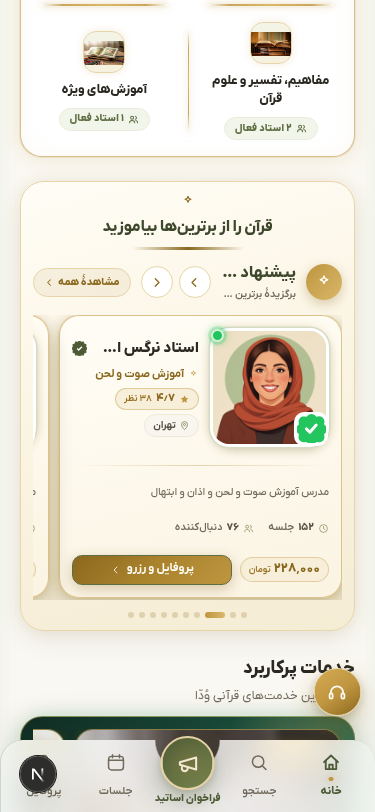 مفاهیم، تفسیر و علوم قرآن
۲ استاد فعال
آموزش‌های ویژه
۱ استاد فعال
قرآن را از برترین‌ها بیاموزید
پیشنهاد ...
برگزیدهٔ برترین ...
مشاهدهٔ همه
استاد نرگس ا...
آموزش صوت و لحن
۴٫۷ ۳۸ نظر
تهران
مدرس آموزش صوت و لحن و اذان و ابتهال
۱۵۲ جلسه ۷۶ دنبال‌کننده
۲۲۸٬۰۰۰ تومان
پروفایل و رزرو
خدمات پرکاربرد
خدمت‌های قرآنی وُدّا
خانه
جستجو
فراخوان اساتید
جلسات
پروفایل
N